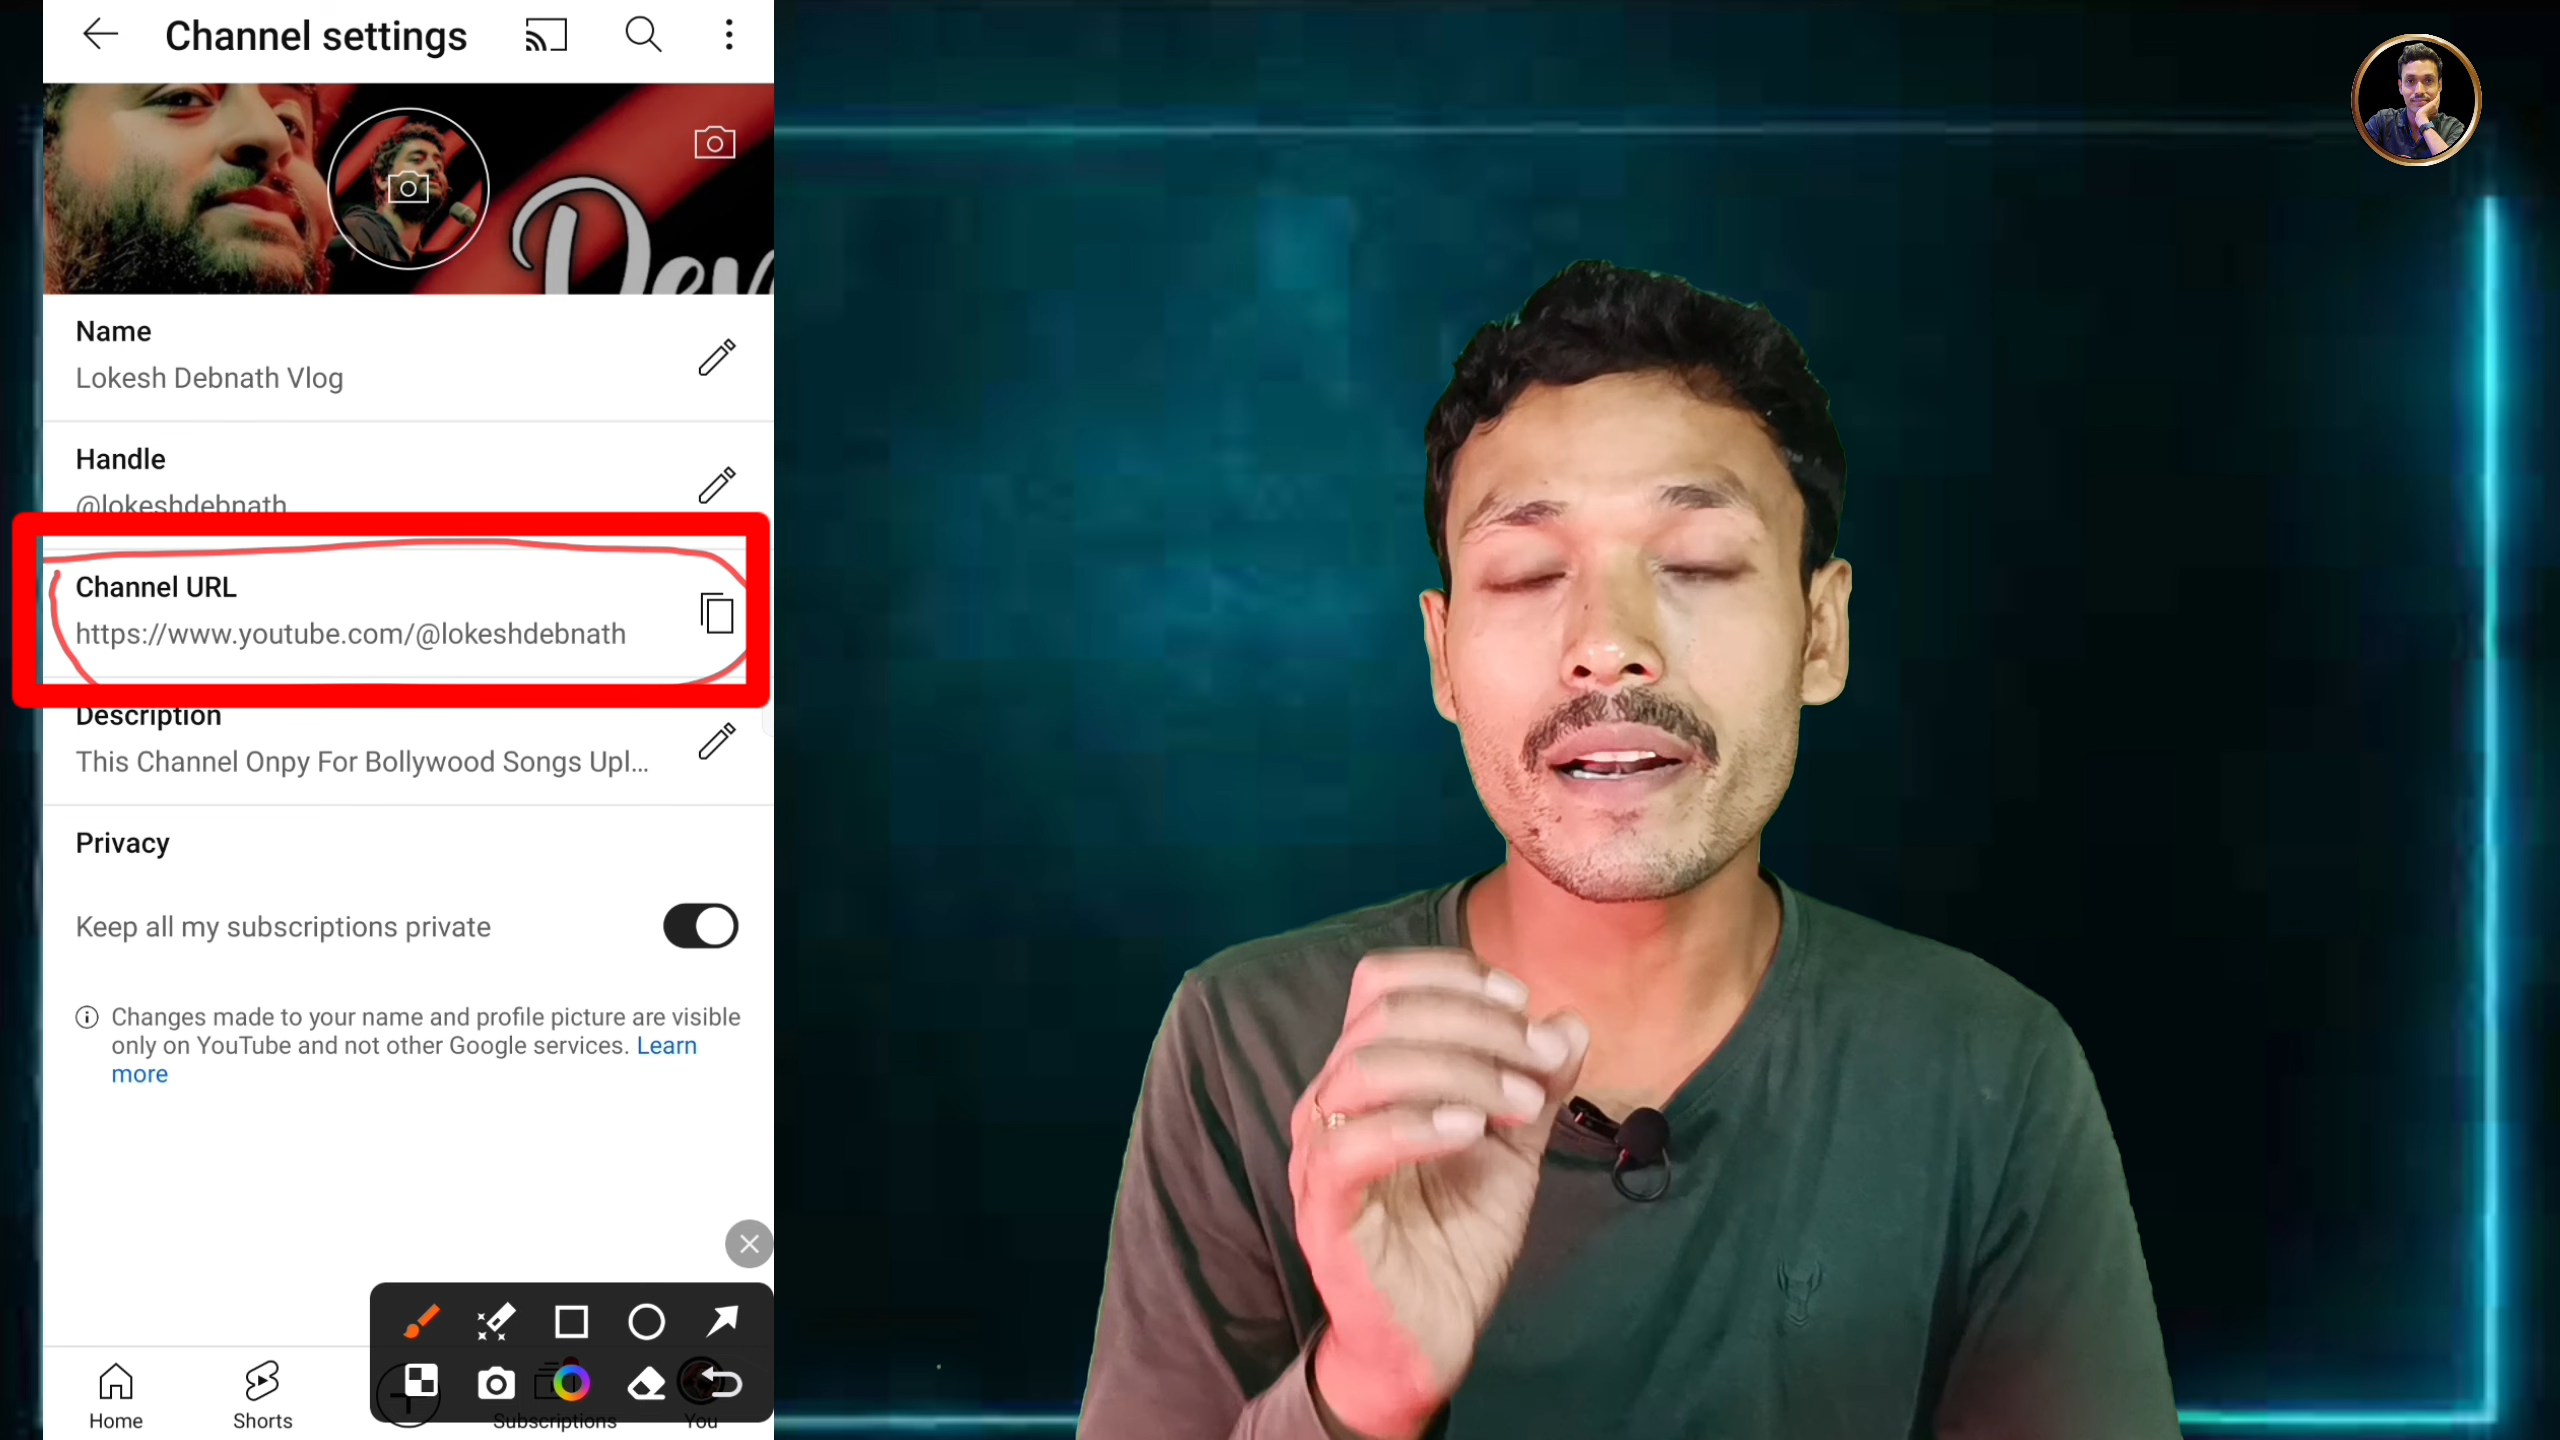 Channel settings
Dev
Name
Lokesh Debnath Vlog
Handle
@lokeshdebnath
Channel URL
https://www.youtube.com/@lokeshdebnath
Description
This Channel Onpy For Bollywood Songs Upl...
Privacy
Keep all my subscriptions private
Changes made to your name and profile picture are visible
only on YouTube and not other Google services. Learn
more
Home
Shorts
Subscriptions
You